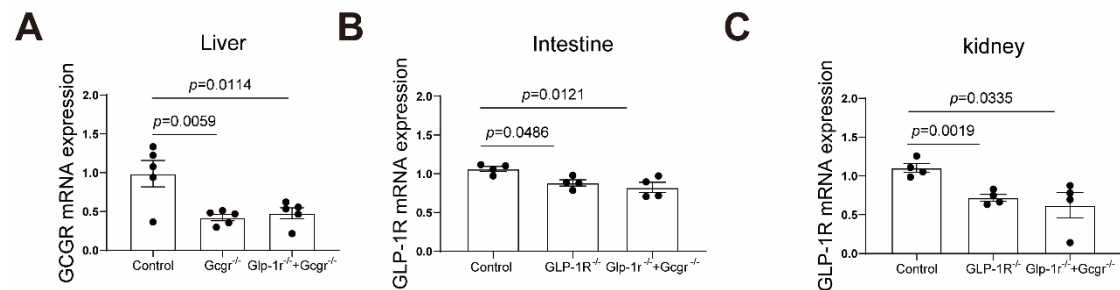 A
Liver
GCGR mRNA expression
2.0
1.5
1.0
0.5
0.0
p=0.0114
p=0.0059
Control
Gcgr-/-
Glp-1r-/-+Gcgr-/-
B
Intestine
GLP-1R mRNA expression
2.0
1.5
1.0
0.5
0.0
p=0.0121
p=0.0486
Control
GLP-1R-/-
Glp-1r-/-+Gcgr-/-
C
kidney
GLP-1R mRNA expression
2.0
1.5
1.0
0.5
0.0
p=0.0335
p=0.0019
Control
GLP-1R-/-
Glp-1r-/-+Gcgr-/-